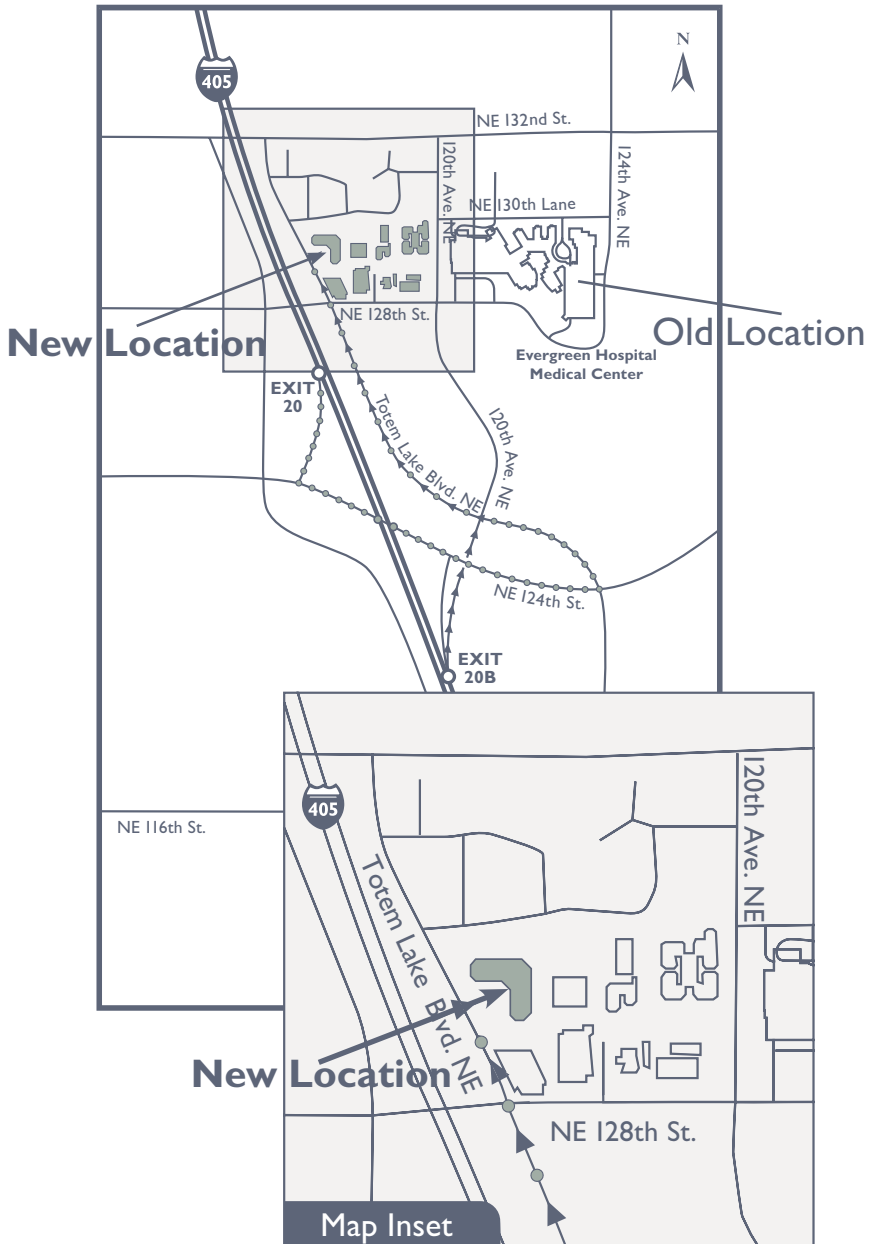 N
405
NE 132nd St.
120th Ave. NE
124th Ave. NE
NE 130th Lane
NE 128th St.
New Location
Old Location
Evergreen Hospital
Medical Center
EXIT
20
Totem Lake Blvd. NE
120th Ave. NE
NE 124th St.
EXIT
20B
NE 116th St.
405
120th Ave. NE
Totem Lake Blvd. NE
New Location
NE 128th St.
Map Inset